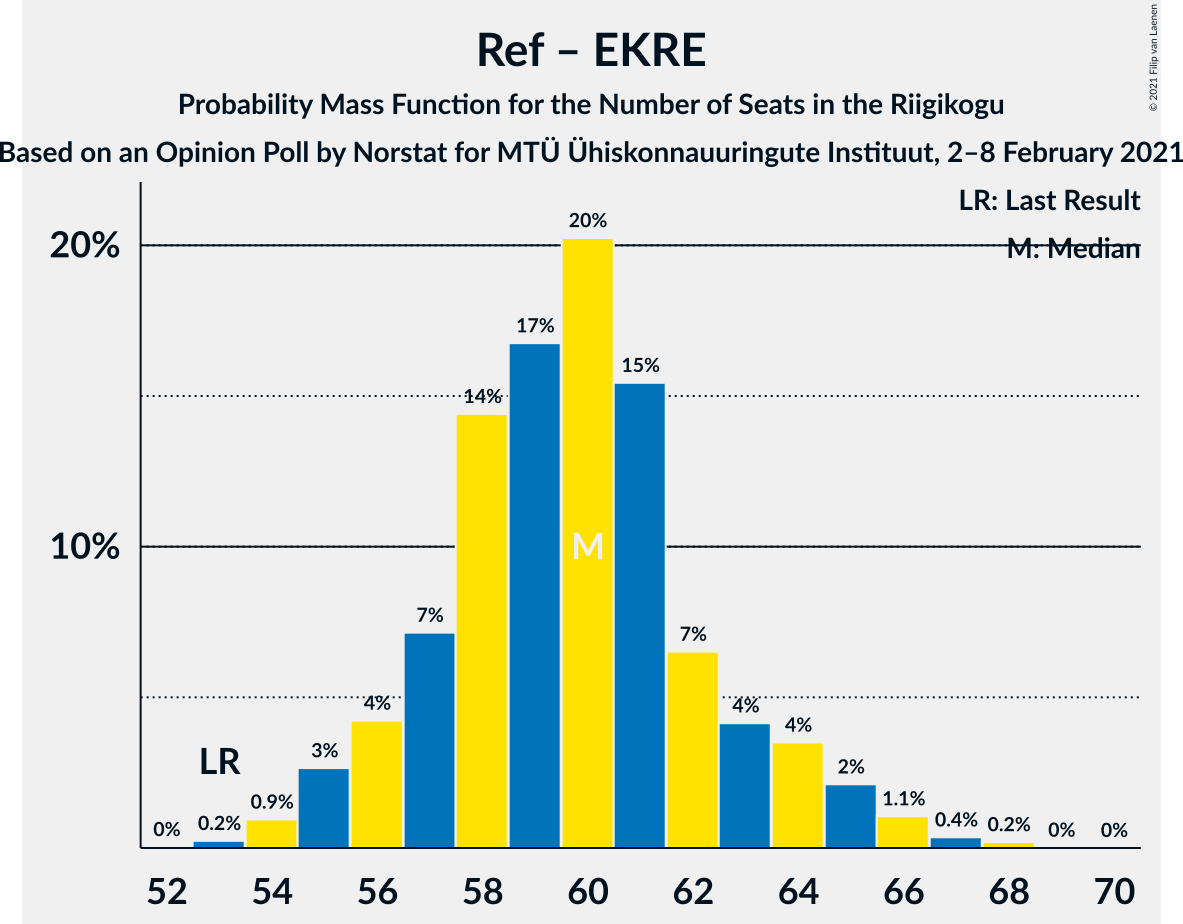 Ref – EKRE
© 2021 Filip van Laenen
Probability Mass Function for the Number of Seats in the Riigikogu
Based on an Opinion Poll by Norstat for MTÜ Ühiskonnauuringute Instituut, 2–8 February 2021
LR: Last Result
M: Median
20%
10%
0%
0.2%
0.9%
3%
4%
7%
14%
17%
20%
15%
7%
4%
4%
2%
1.1%
0.4%
0.2%
0%
0%
LR
M
52 54 56 58 60 62 64 66 68 70